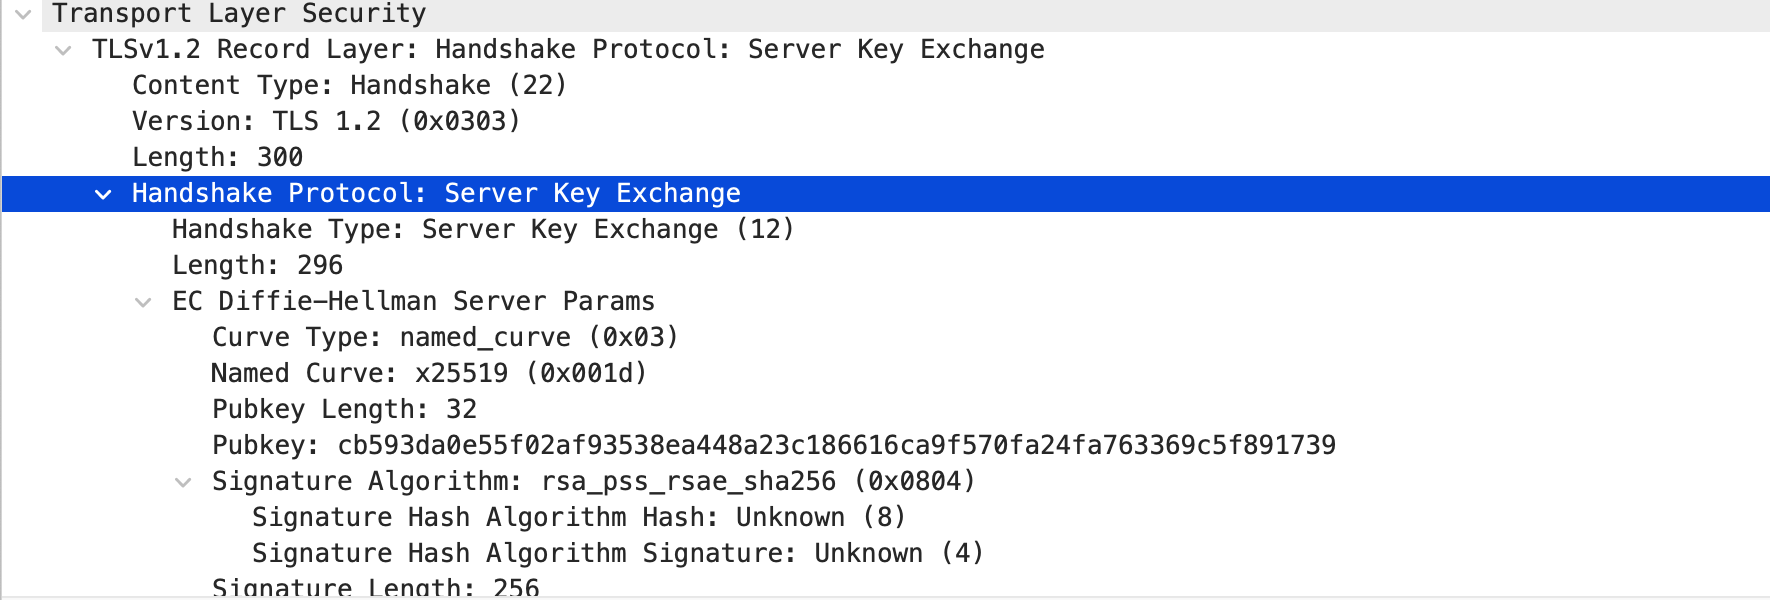 Transport Layer Security
TLSv1.2 Record Layer: Handshake Protocol: Server Key Exchange
Content Type: Handshake (22)
Version: TLS 1.2 (0x0303)
Length: 300
Handshake Protocol: Server Key Exchange
Handshake Type: Server Key Exchange (12)
Length: 296
EC Diffie–Hellman Server Params
Curve Type: named_curve (0x03)
Named Curve: x25519 (0x001d)
Pubkey Length: 32
Pubkey: cb593da0e55f02af93538ea448a23c186616ca9f570fa24fa763369c5f891739
Signature Algorithm: rsa_pss_rsae_sha256 (0x0804)
Signature Hash Algorithm Hash: Unknown (8)
Signature Hash Algorithm Signature: Unknown (4)
Signature Length: 256